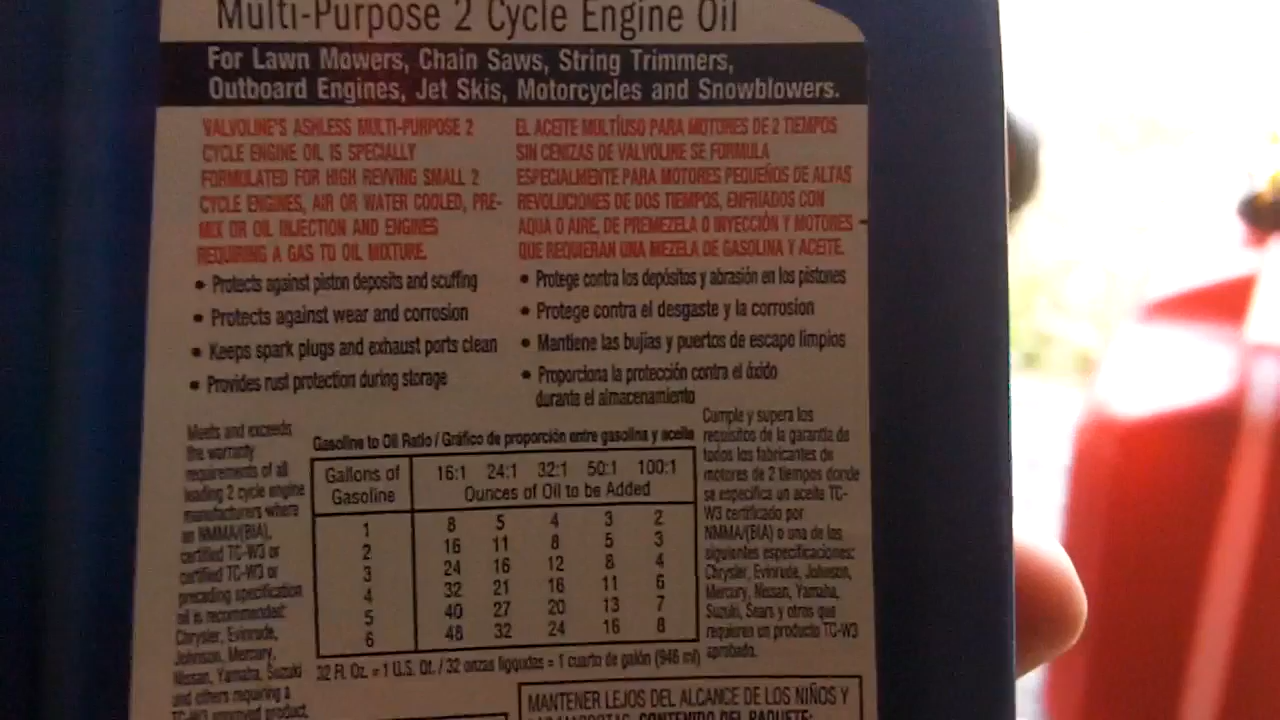 Multi-Purpose 2 Cycle Engine Oil
For Lawn Mowers, Chain Saws, String Trimmers,
Outboard Engines, Jet Skis, Motorcycles and Snowblowers.
VALVOLINE'S ASHLESS MULTI-PURPOSE 2
CYCLE ENGINE OIL IS SPECIALLY
FORMULATED FOR HIGH REVVING SMALL 2
CYCLE ENGINES, AIR OR WATER COOLED, PRE-
MIX OR OIL INJECTION AND ENGINES
REQUIRING A GAS TO OIL MIXTURE.
• Protects against piston deposits and scuffing
• Protects against wear and corrosion
• Keeps spark plugs and exhaust ports clean
• Provides rust protection during storage
EL ACEITE MULTÍUSO PARA MOTORES DE 2 TIEMPOS
SIN CENIZAS DE VALVOLINE SE FORMULA
ESPECIALMENTE PARA MOTORES PEQUEÑOS DE ALTAS
REVOLUCIONES DE DOS TIEMPOS, ENFRIADOS CON
AQUA O AIRE, DE PREMEZELA O INYECCIÓN Y MOTORES
QUE REQUIERAN UNA MEZELA DE GASOLINA Y ACEITE.
• Protege contra los depósitos y abrasión en los pistones
• Protege contra el desgaste y la corrosion
• Mantiene las bujías y puertos de escape limpios
• Proporciona la protección contra el óxido
durante el almacenamiento
Meets and exceeds
the warranty
requirements of all
leading 2 cycle engine
manufacturers where
an NMMA/(BIA),
certified TC-W3 or
certified TC-W3 or
preceding specification
oil is recommended:
Chrysler, Evinrude,
Johnson, Mercury,
Nissan, Yamaha, Suzuki
and others requiring a
TC-W3 approved product.
Gasoline to Oil Ratio / Gráfico de proporción entre gasolina y aceite
Gallons of Gasoline 16:1 24:1 32:1 50:1 100:1
Ounces of Oil to be Added
1 8 5 4 3 2
2 16 11 8 5 3
3 24 16 12 8 4
4 32 21 16 11 6
5 40 27 20 13 7
6 48 32 24 16 8
32 Fl. Oz. = 1 U.S. Qt. / 32 onzas liqqudas = 1 cuarto de galón (946 ml)
Cumple y supera las
requisitos de la garantía de
todos los fabricantes de
motores de 2 tiempos donde
se especifica un aceite TC-
W3 certificado por
NMMA/(BIA) o una de las
siguientes especificaciones:
Chrysler, Evinrude, Johnson,
Mercury, Nissan, Yamaha,
Suzuki, Sears y otros que
requieren un producto TC-W3
aprobado.
MANTENER LEJOS DEL ALCANCE DE LOS NIÑOS Y
CONTENIDO DEL PAQUETE: